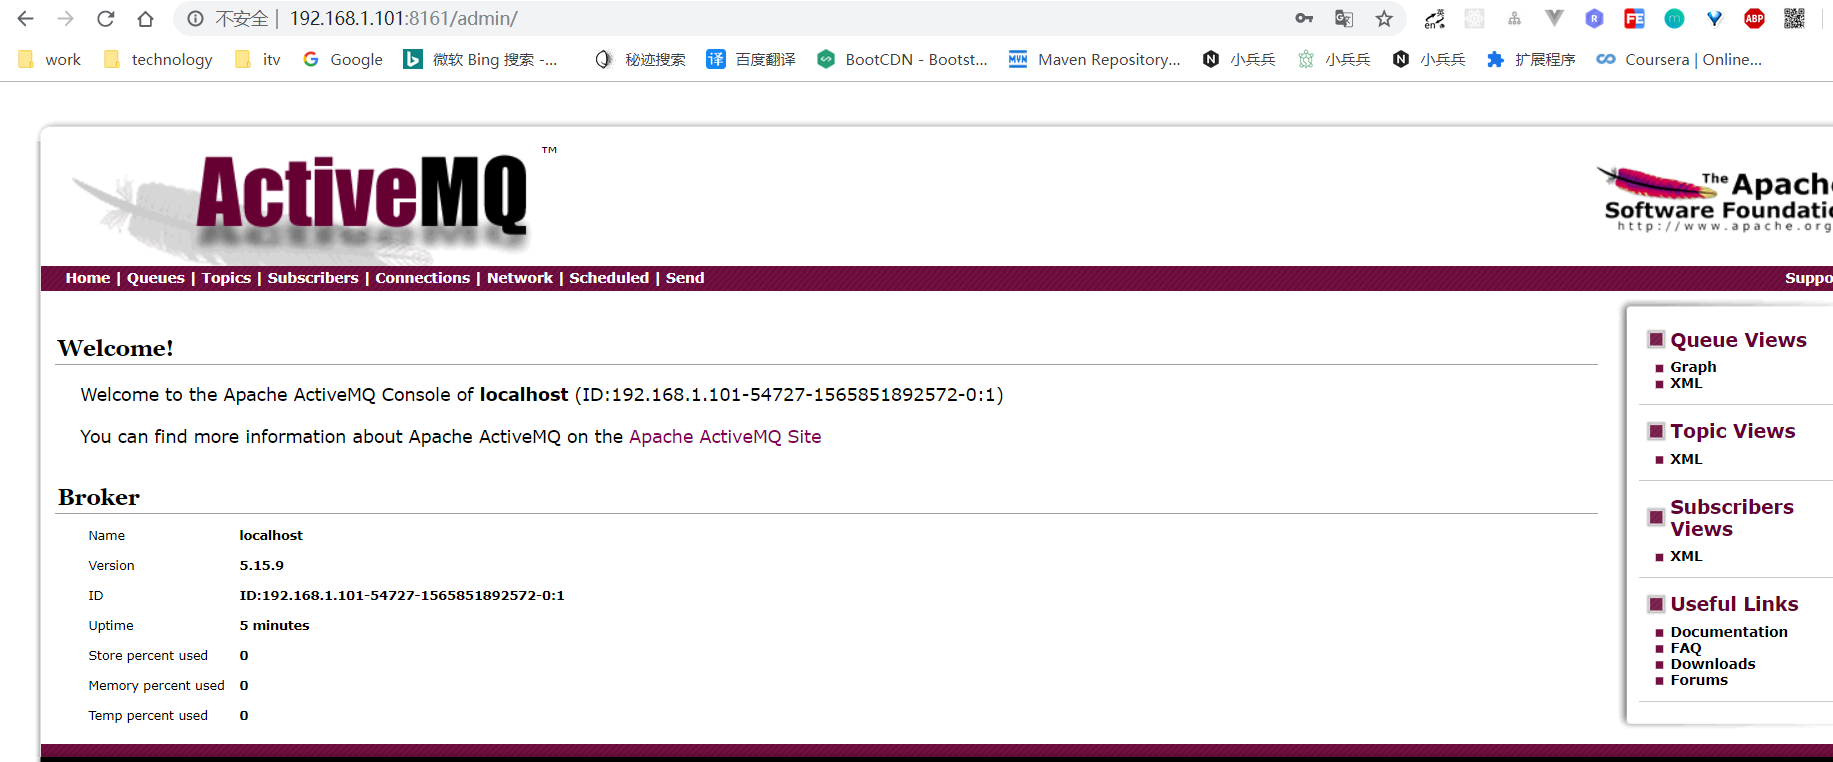 不安全 | 192.168.1.101:8161/admin/
work technology itv Google 微软 Bing 搜索 -... 秘迹搜索 百度翻译 BootCDN - Bootst... Maven Repository... 小兵兵 小兵兵 小兵兵 扩展程序 Coursera | Online...
ActiveMQ ™
The Apache
Software Foundatio
http://www.apache.org
Home | Queues | Topics | Subscribers | Connections | Network | Scheduled | Send
Suppo
Welcome!
Welcome to the Apache ActiveMQ Console of localhost (ID:192.168.1.101-54727-1565851892572-0:1)
You can find more information about Apache ActiveMQ on the Apache ActiveMQ Site
Broker
Name localhost
Version 5.15.9
ID ID:192.168.1.101-54727-1565851892572-0:1
Uptime 5 minutes
Store percent used 0
Memory percent used 0
Temp percent used 0
Queue Views
Graph
XML
Topic Views
XML
Subscribers
Views
XML
Useful Links
Documentation
FAQ
Downloads
Forums